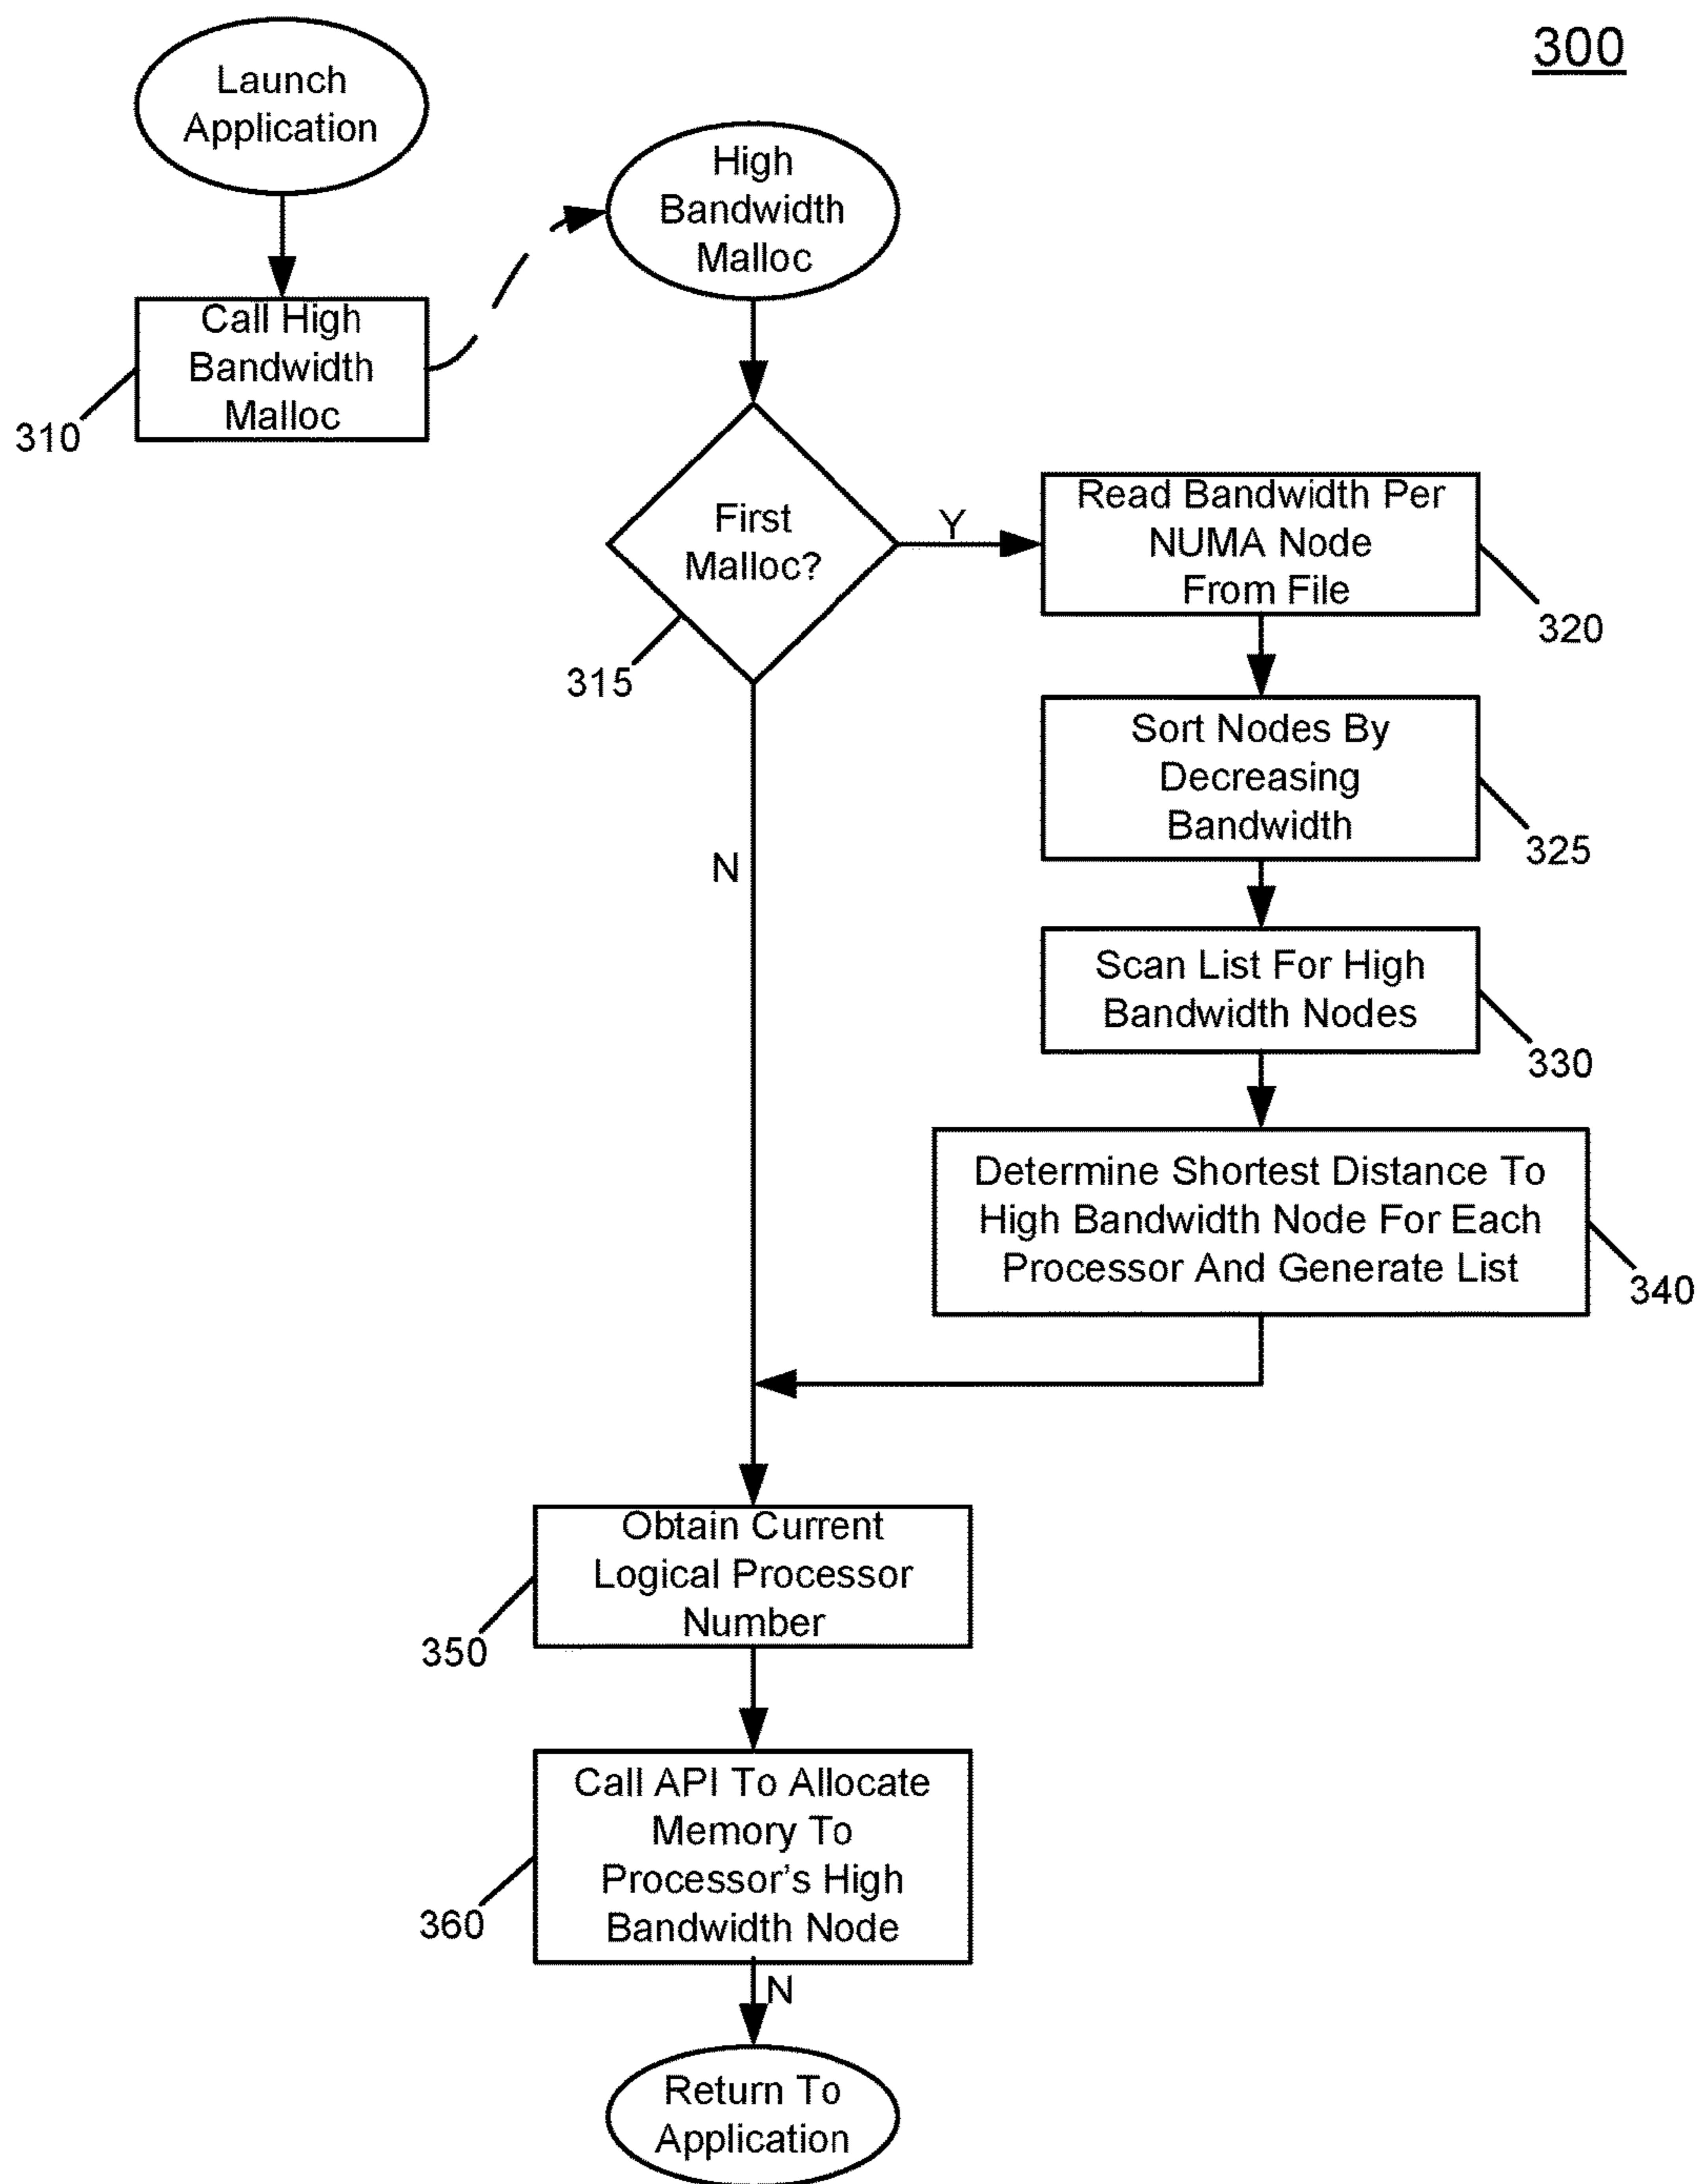 300
Launch
Application
Call High
Bandwidth
Malloc
310
High
Bandwidth
Malloc
First
Malloc?
315
Y
N
Read Bandwidth Per
NUMA Node
From File
320
Sort Nodes By
Decreasing
Bandwidth
325
Scan List For High
Bandwidth Nodes
330
Determine Shortest Distance To
High Bandwidth Node For Each
Processor And Generate List
340
Obtain Current
Logical Processor
Number
350
Call API To Allocate
Memory To
Processor's High
Bandwidth Node
360
N
Return To
Application